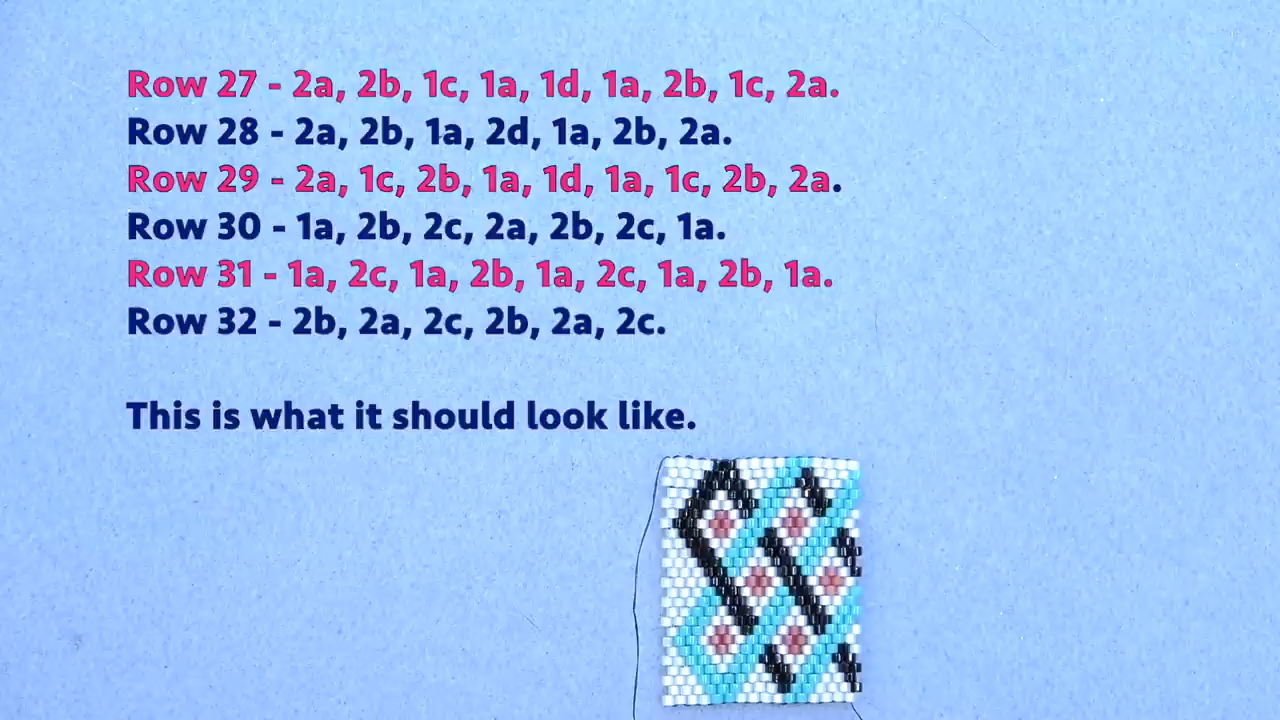 Row 27 - 2a, 2b, 1c, 1a, 1d, 1a, 2b, 1c, 2a.
Row 28 - 2a, 2b, 1a, 2d, 1a, 2b, 2a.
Row 29 - 2a, 1c, 2b, 1a, 1d, 1a, 1c, 2b, 2a.
Row 30 - 1a, 2b, 2c, 2a, 2b, 2c, 1a.
Row 31 - 1a, 2c, 1a, 2b, 1a, 2c, 1a, 2b, 1a.
Row 32 - 2b, 2a, 2c, 2b, 2a, 2c.
This is what it should look like.